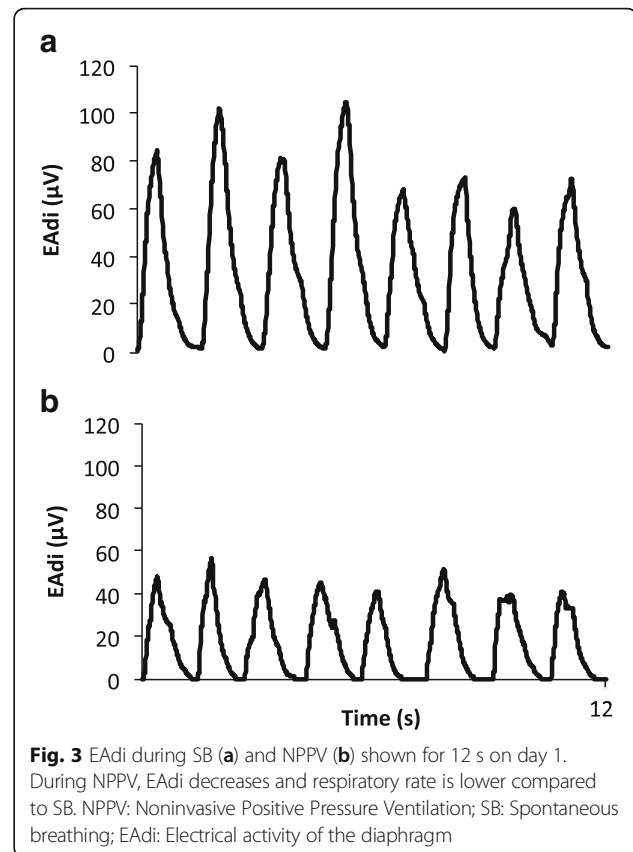 a
120
100
80
60
40
20
0
EAdi (µV)
b
120
100
80
60
40
20
0
EAdi (µV)
Time (s)
12
Fig. 3 EAdi during SB (a) and NPPV (b) shown for 12 s on day 1.
During NPPV, EAdi decreases and respiratory rate is lower compared
to SB. NPPV: Noninvasive Positive Pressure Ventilation; SB: Spontaneous
breathing; EAdi: Electrical activity of the diaphragm